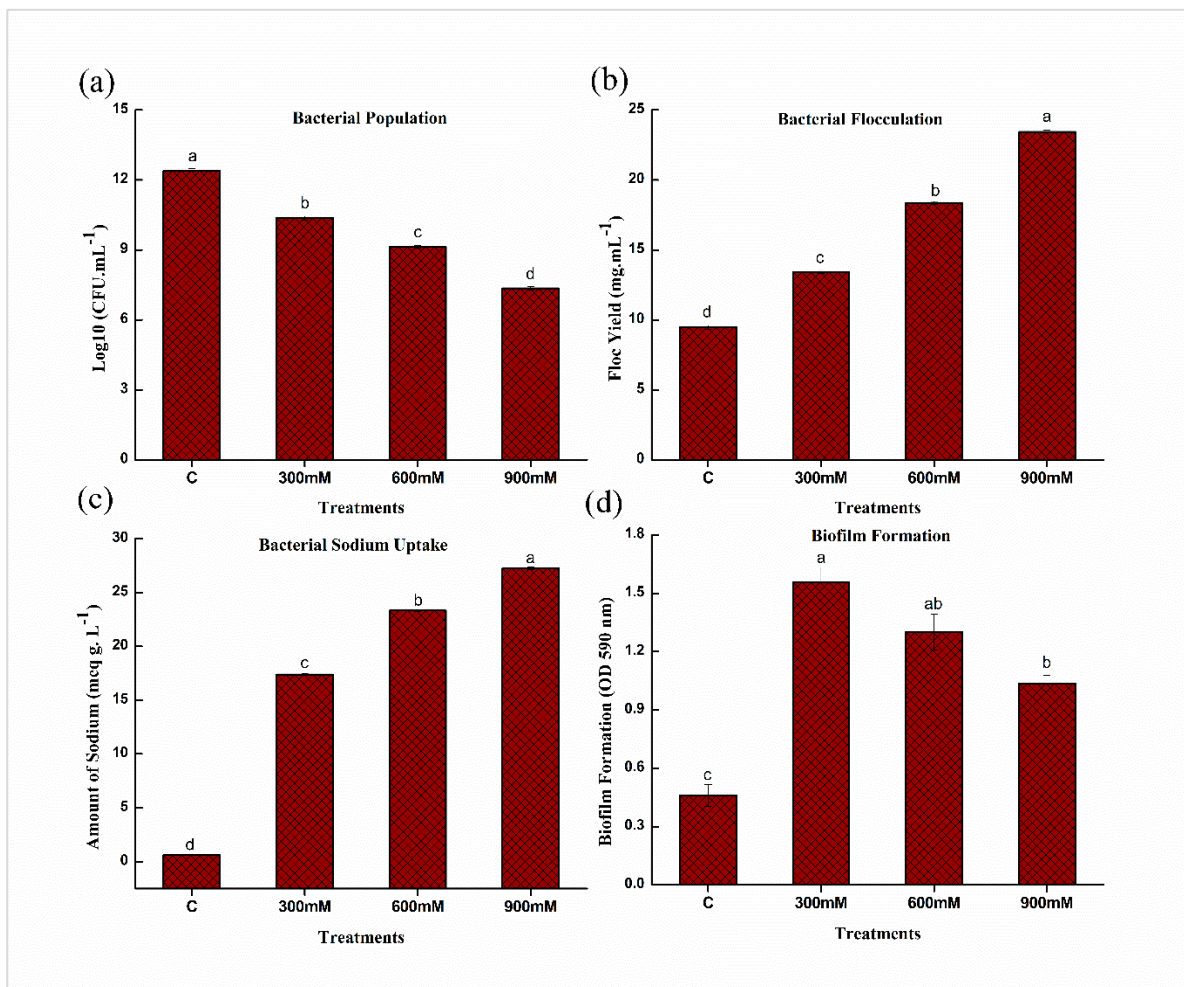 (a)
Bacterial Population
Log10 (CFU.mL-1)
15
12
9
6
3
0
a
b
c
d
C 300mM 600mM 900mM
Treatments
(b)
Bacterial Flocculation
Floc Yield (mg.mL-1)
25
20
15
10
5
0
d
c
b
a
C 300mM 600mM 900mM
Treatments
(c)
Bacterial Sodium Uptake
Amount of Sodium (mcq g. L-1)
30
25
20
15
10
5
0
d
c
b
a
C 300mM 600mM 900mM
Treatments
(d)
Biofilm Formation
Biofilm Formation (OD 590 nm)
1.8
1.5
1.2
0.9
0.6
0.3
0.0
c
a
ab
b
C 300mM 600mM 900mM
Treatments